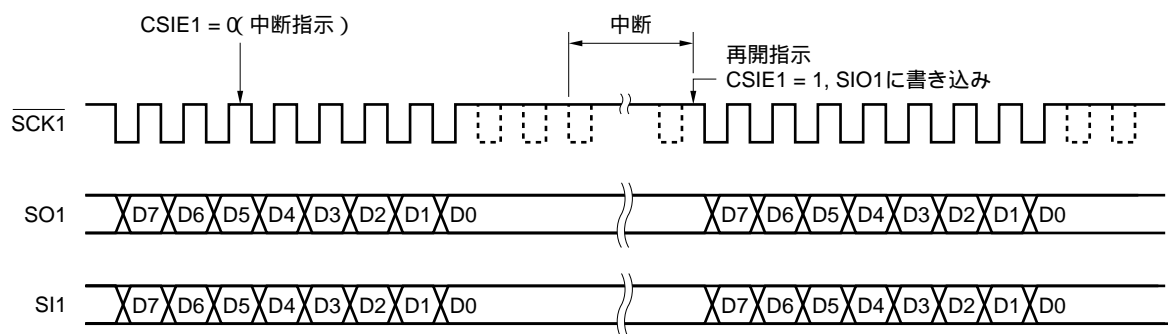 CSIE1 = 0(中断指示)
中断
再開指示
CSIE1 = 1, SIO1に書き込み
SCK1
SO1 D7 D6 D5 D4 D3 D2 D1 D0 D7 D6 D5 D4 D3 D2 D1 D0
SI1 D7 D6 D5 D4 D3 D2 D1 D0 D7 D6 D5 D4 D3 D2 D1 D0